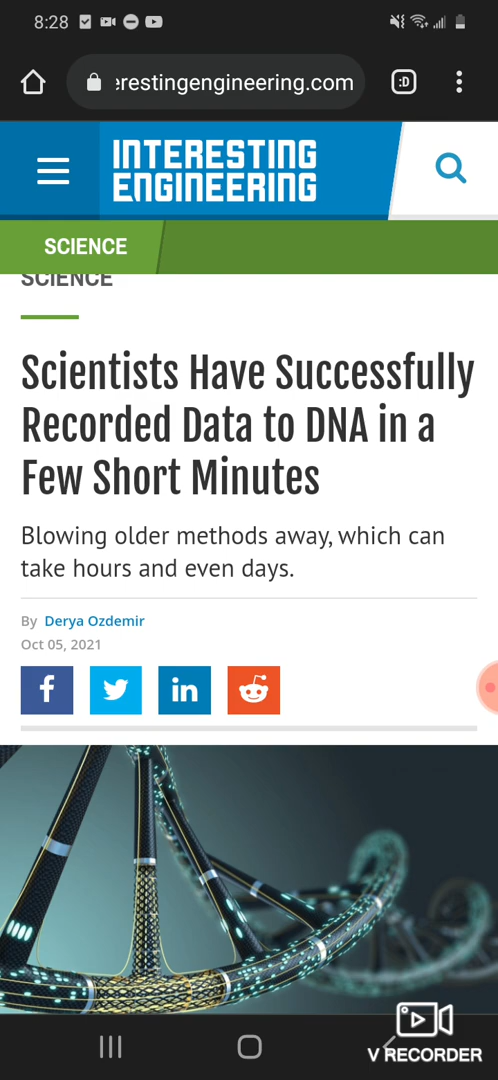 8:28
erestingengineering.com
:D
INTERESTING
ENGINEERING
SCIENCE
SCIENCE
Scientists Have Successfully
Recorded Data to DNA in a
Few Short Minutes
Blowing older methods away, which can
take hours and even days.
By Derya Ozdemir
Oct 05, 2021
f
in
V RECORDER